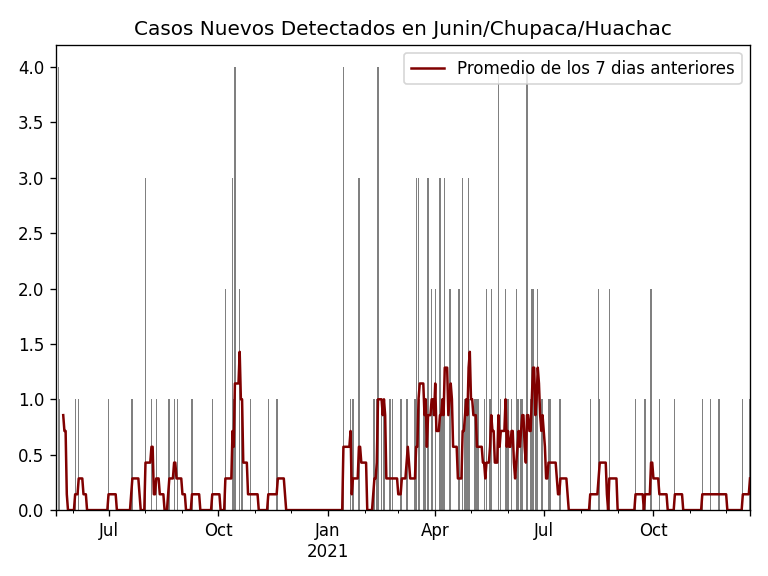 Casos Nuevos Detectados en Junin/Chupaca/Huachac
Promedio de los 7 dias anteriores
4.0
3.5
3.0
2.5
2.0
1.5
1.0
0.5
0.0
Jul
Oct
Jan
2021
Apr
Jul
Oct